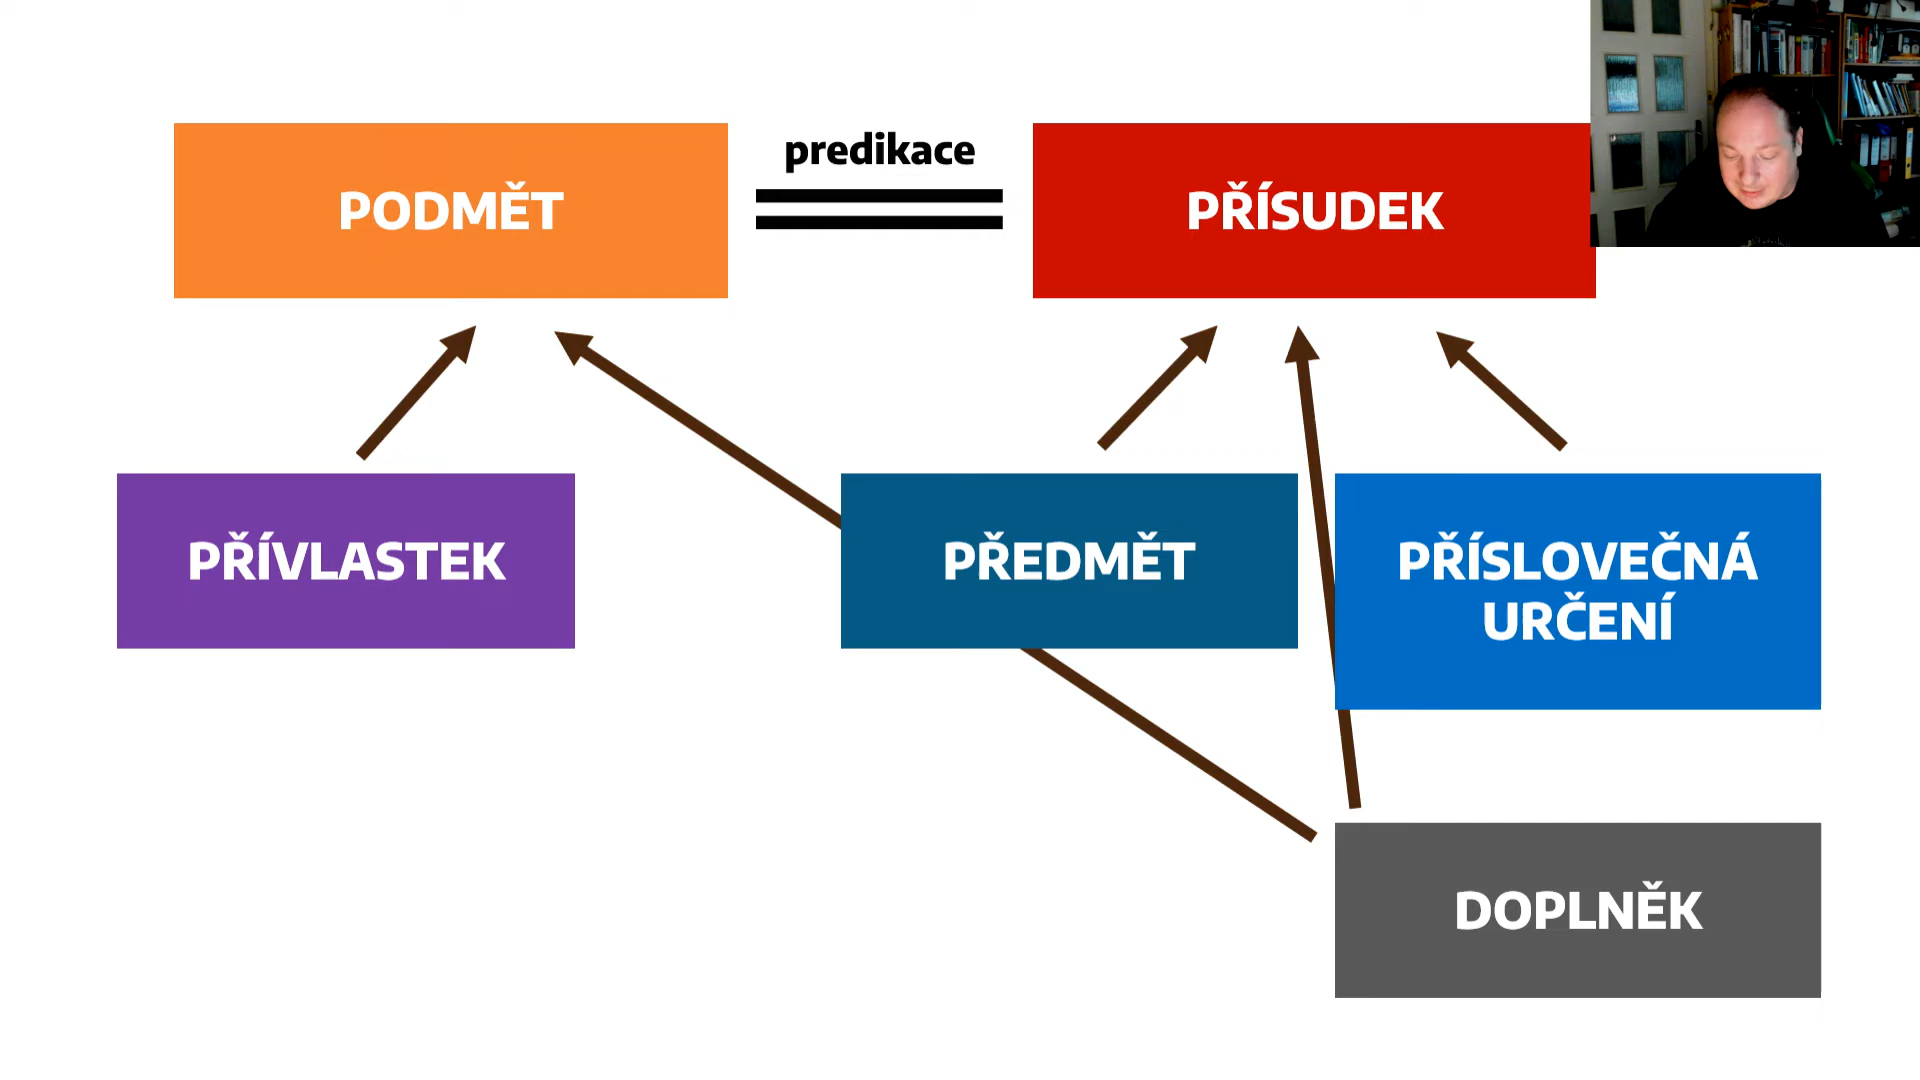 PODMĚT
predikace
PŘÍSUDEK
PŘÍVLASTEK
PŘEDMĚT
PŘÍSLOVEČNÁ
URČENÍ
DOPLNĚK